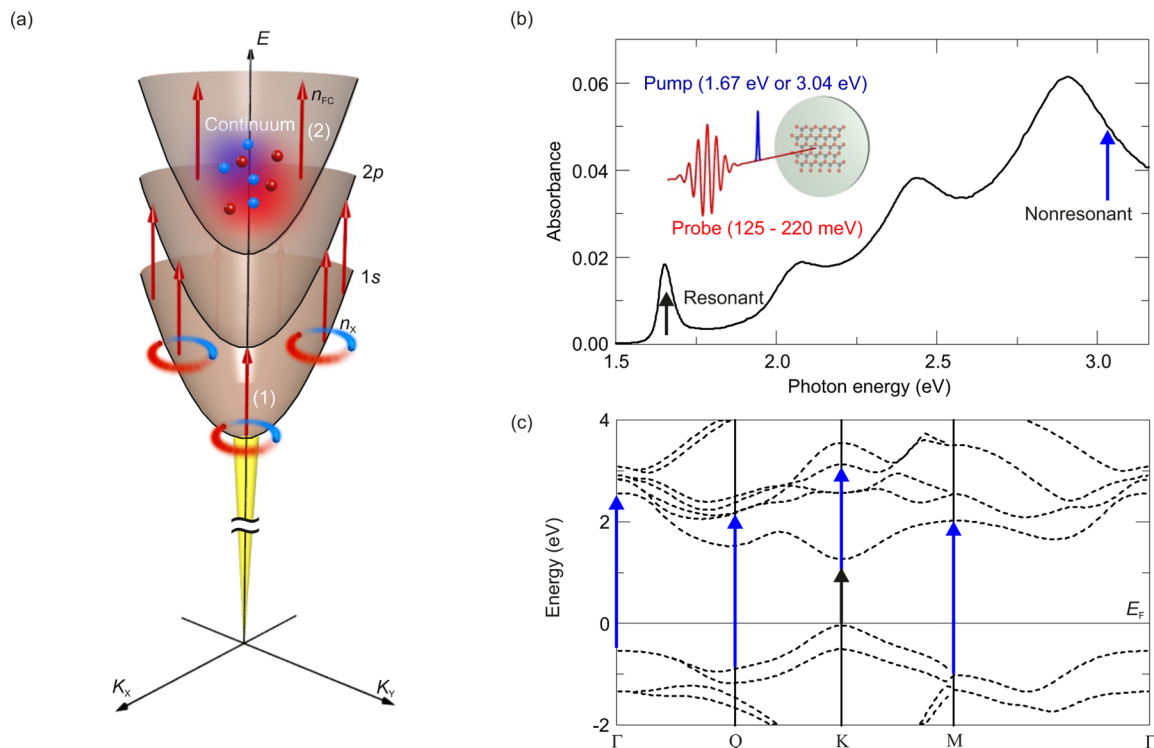 (a)
E
n_FC
Continuum
(2)
2p
1s
n_X
(1)
≈
K_X
K_Y
(b)
Absorbance
0.06
0.04
0.02
0.00
Pump (1.67 eV or 3.04 eV)
Probe (125 - 220 meV)
Resonant
Nonresonant
1.5
2.0
2.5
3.0
Photon energy (eV)
(c)
Energy (eV)
4
2
0
-2
E_F
Γ
Q
K
M
Γ